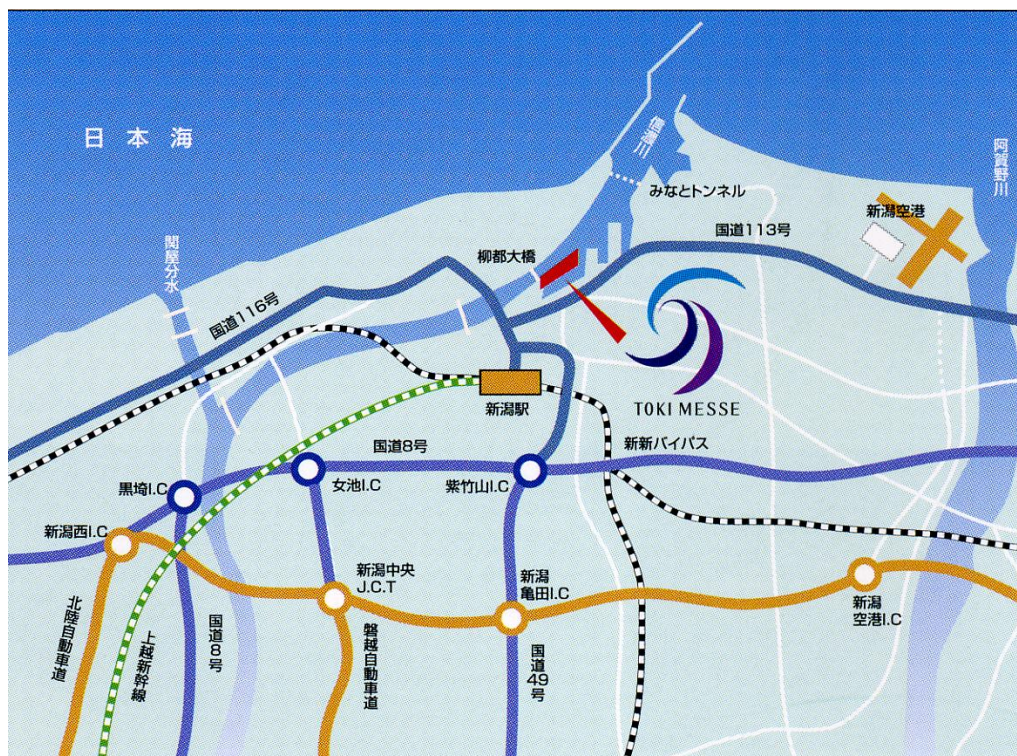 日本海
信濃川
阿賀野川
みなとトンネル
新潟空港
国道113号
関屋分水
柳都大橋
国道116号
TOKI MESSE
新潟駅
国道8号
新新バイパス
黒埼I.C
女池I.C
紫竹山I.C
新潟西I.C
新潟中央
J.C.T
新潟
亀田I.C
新潟
空港I.C
北陸自動車道
上越新幹線
国道8号
磐越自動車道
国道49号